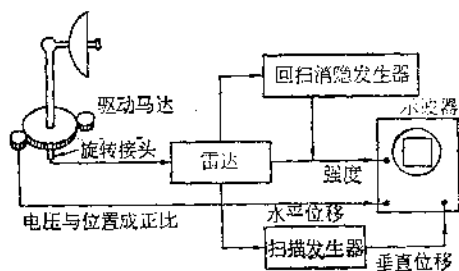 回扫消隐发生器
示波器
驱动马达
旋转接头
雷达
强度
电压与位置成正比
水平位移
扫描发生器
垂直位移